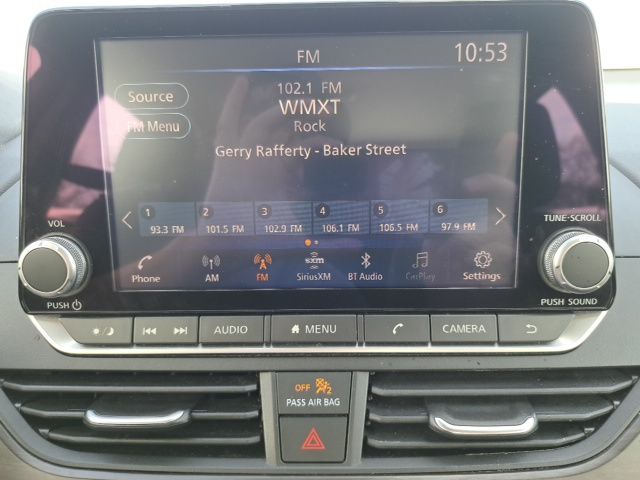 FM
10:53
102.1 FM
Source
WMXT
FM Menu
Rock
Gerry Rafferty - Baker Street
1 2 3 4 5 6
93.3 FM 101.5 FM 102.9 FM 106.1 FM 106.5 FM 97.9 FM
VOL
TUNE·SCROLL
sxm
Phone AM FM SiriusXM BT Audio CarPlay Settings
PUSH
PUSH SOUND
AUDIO MENU CAMERA
OFF 2
PASS AIR BAG